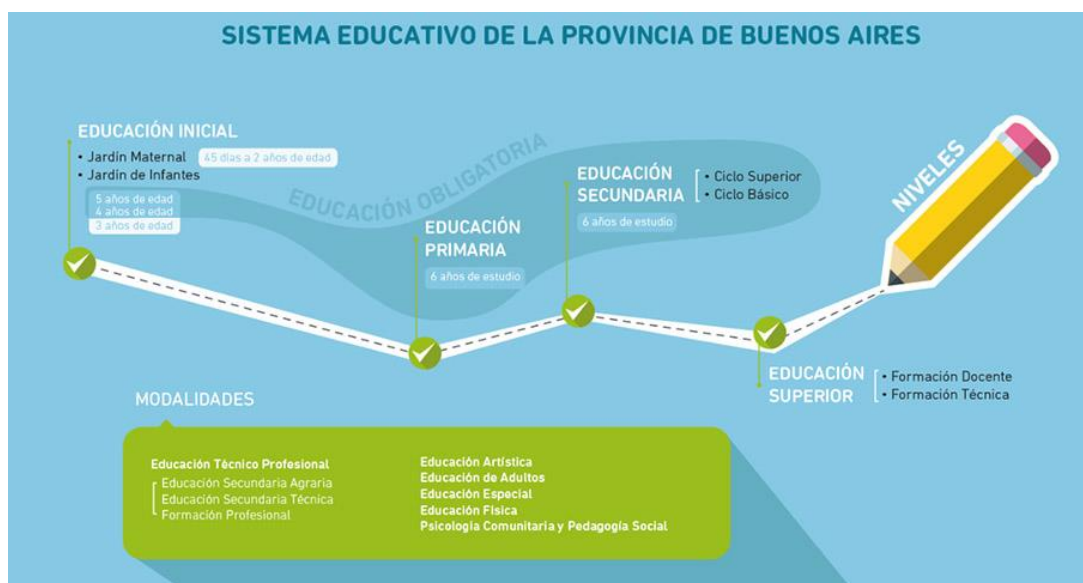 SISTEMA EDUCATIVO DE LA PROVINCIA DE BUENOS AIRES
EDUCACIÓN INICIAL
• Jardín Maternal 45 días a 2 años de edad
• Jardín de Infantes
5 años de edad
4 años de edad
3 años de edad
EDUCACIÓN OBLIGATORIA
EDUCACIÓN
PRIMARIA
6 años de estudio
EDUCACIÓN
SECUNDARIA
6 años de estudio
• Ciclo Superior
• Ciclo Básico
NIVELES
EDUCACIÓN
SUPERIOR
• Formación Docente
• Formación Técnica
MODALIDADES
Educación Técnico Profesional
Educación Secundaria Agraria
Educación Secundaria Técnica
Formación Profesional
Educación Artística
Educación de Adultos
Educación Especial
Educación Física
Psicología Comunitaria y Pedagogía Social